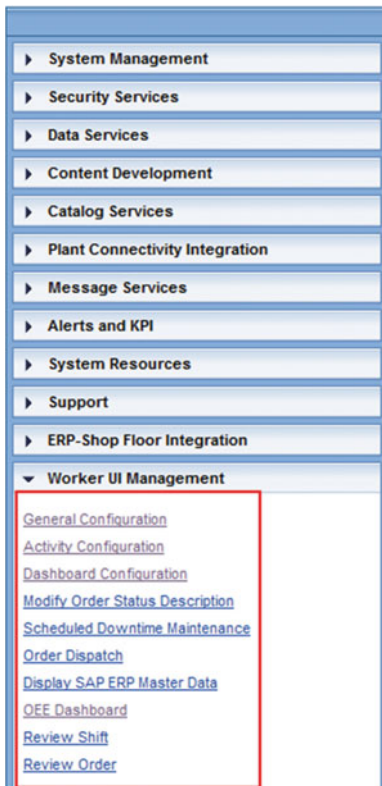 System Management
Security Services
Data Services
Content Development
Catalog Services
Plant Connectivity Integration
Message Services
Alerts and KPI
System Resources
Support
ERP-Shop Floor Integration
Worker UI Management
General Configuration
Activity Configuration
Dashboard Configuration
Modify Order Status Description
Scheduled Downtime Maintenance
Order Dispatch
Display SAP ERP Master Data
OEE Dashboard
Review Shift
Review Order